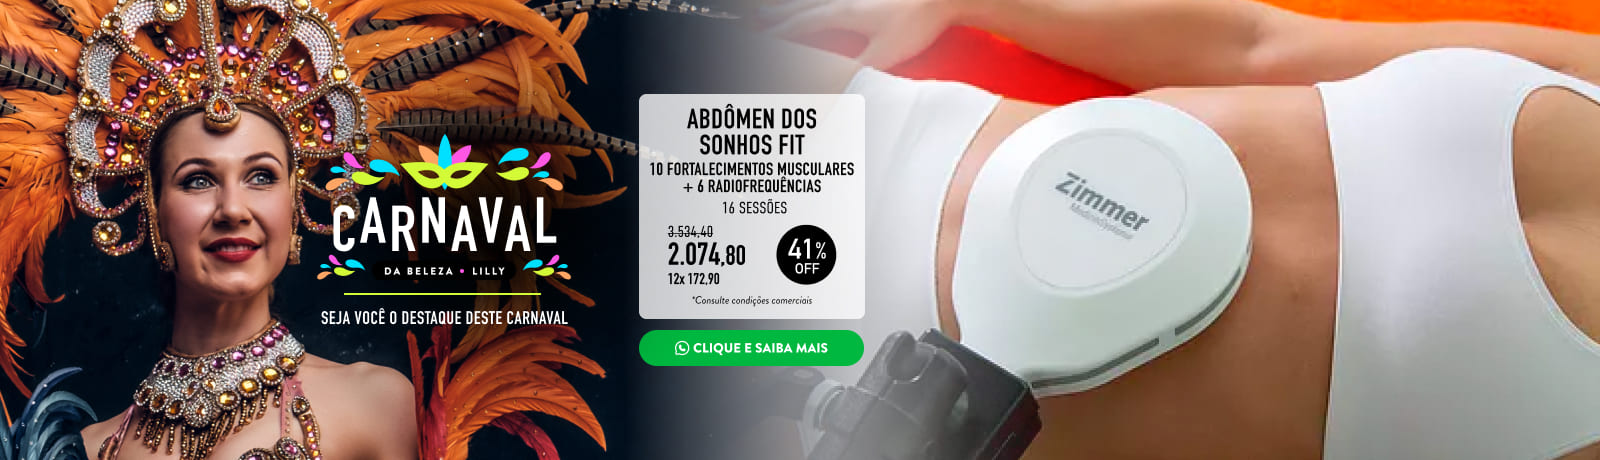 CARNAVAL
DA BELEZA • LILLY
SEJA VOCÊ O DESTAQUE DESTE CARNAVAL
ABDÔMEN DOS
SONHOS FIT
10 FORTALECIMENTOS MUSCULARES
+ 6 RADIOFREQUÊNCIAS
16 SESSÕES
3.534,40
2.074,80
12x 172,90
41%
OFF
*Consulte condições comerciais
CLIQUE E SAIBA MAIS
Zimmer
MedizinSysteme